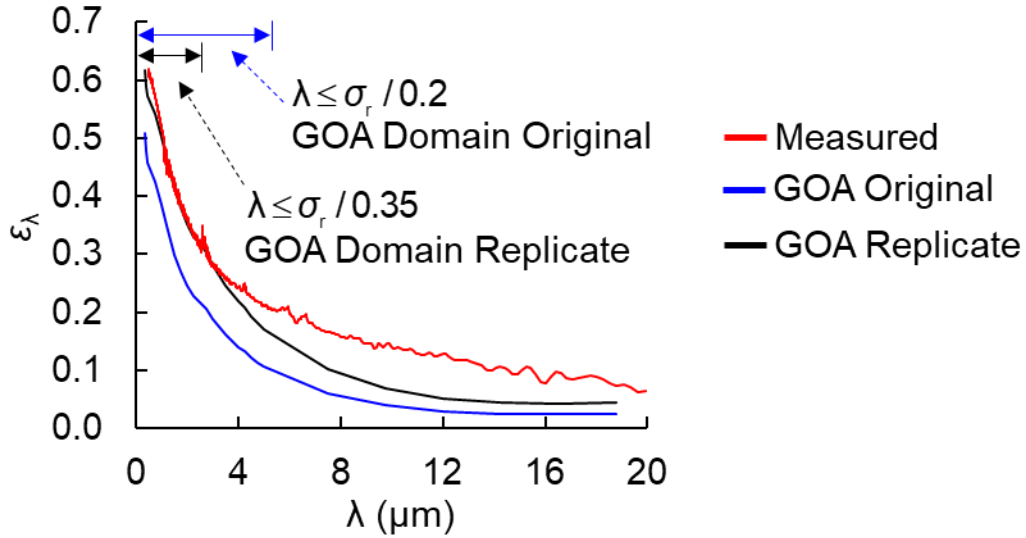 0.7
0.6
0.5
0.4
0.3
0.2
0.1
0.0
ελ
λ ≤ σr / 0.2
GOA Domain Original
λ ≤ σr / 0.35
GOA Domain Replicate
Measured
GOA Original
GOA Replicate
0 4 8 12 16 20
λ (μm)